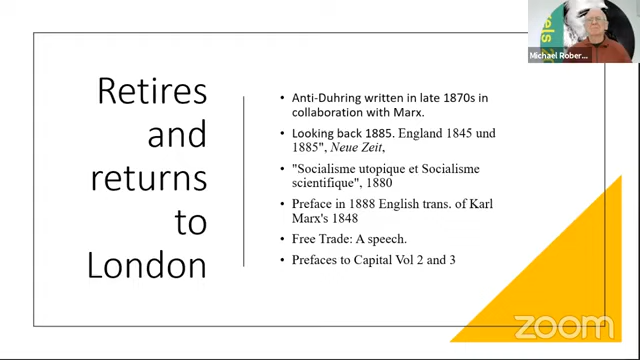 Retires
and
returns
to
London
• Anti-Duhring written in late 1870s in
collaboration with Marx.
• Looking back 1885. England 1845 und
1885", Neue Zeit,
• "Socialisme utopique et Socialisme
scientifique", 1880
• Preface in 1888 English trans. of Karl
Marx's 1848
• Free Trade: A speech.
• Prefaces to Capital Vol 2 and 3
els
Michael Rober...
zoom